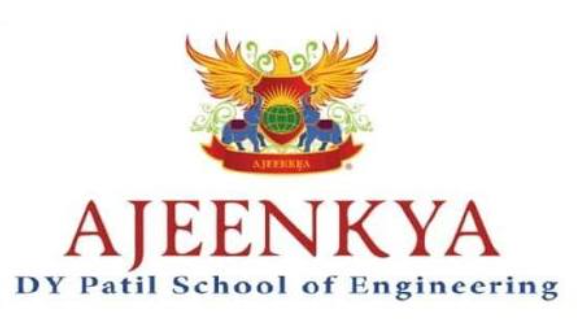 AJEENKYA
®
AJEENKYA
DY Patil School of Engineering